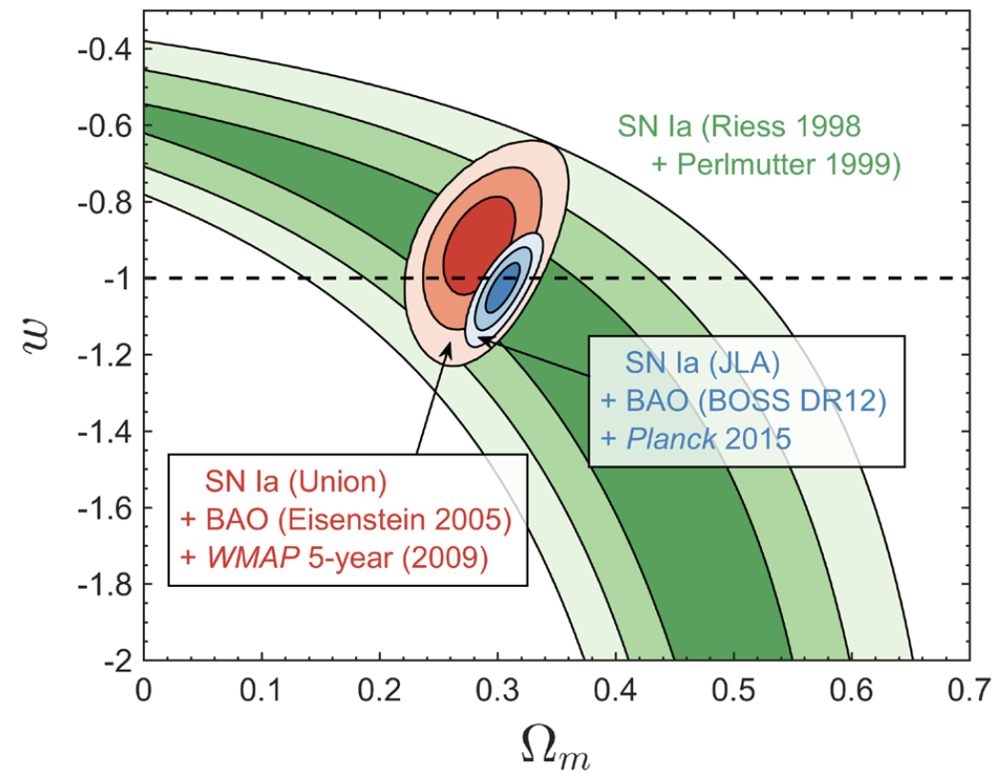 -0.4
-0.6
-0.8
-1
-1.2
-1.4
-1.6
-1.8
-2
w
SN Ia (Riess 1998
+ Perlmutter 1999)
SN Ia (JLA)
+ BAO (BOSS DR12)
+ Planck 2015
SN Ia (Union)
+ BAO (Eisenstein 2005)
+ WMAP 5-year (2009)
0 0.1 0.2 0.3 0.4 0.5 0.6 0.7
Ωm